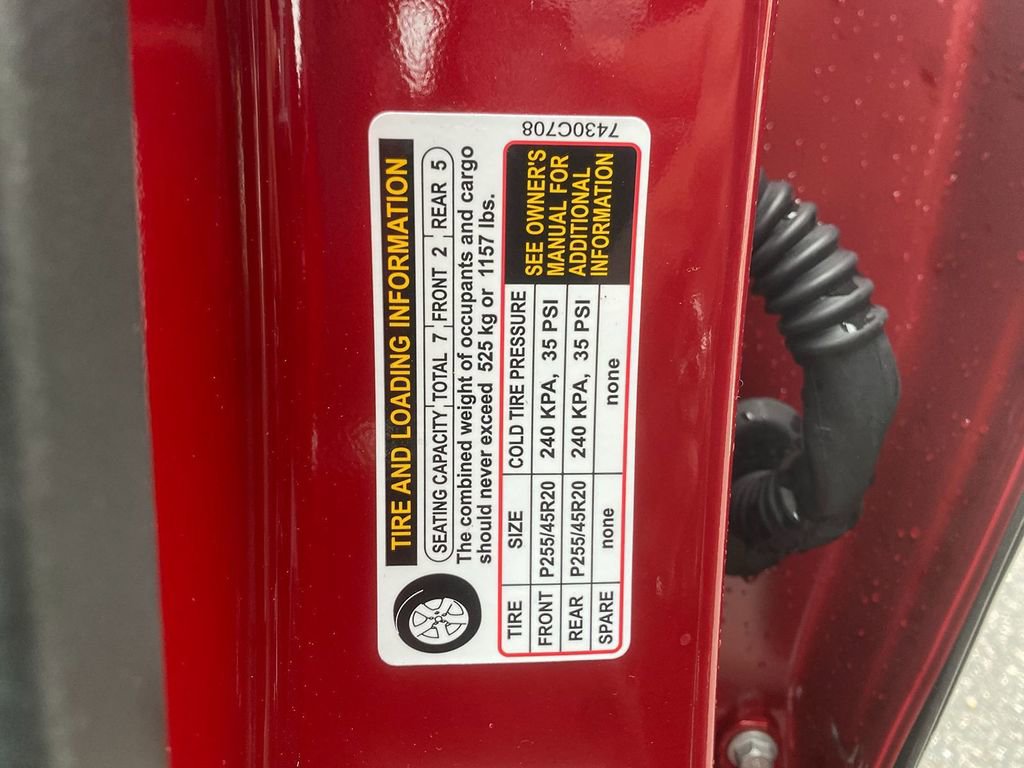 TIRE AND LOADING INFORMATION
SEATING CAPACITY TOTAL 7 FRONT 2 REAR 5
The combined weight of occupants and cargo
should never exceed 525 kg or 1157 lbs.
TIRE SIZE COLD TIRE PRESSURE
FRONT P255/45R20 240 KPA, 35 PSI
REAR P255/45R20 240 KPA, 35 PSI
SPARE none none
SEE OWNER'S
MANUAL FOR
ADDITIONAL
INFORMATION
7430C708